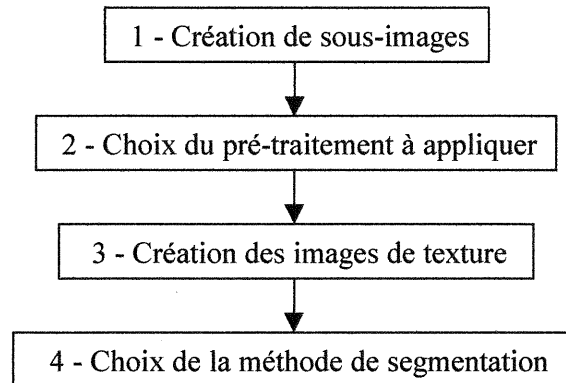 1 - Création de sous-images
2 - Choix du pré-traitement à appliquer
3 - Création des images de texture
4 - Choix de la méthode de segmentation